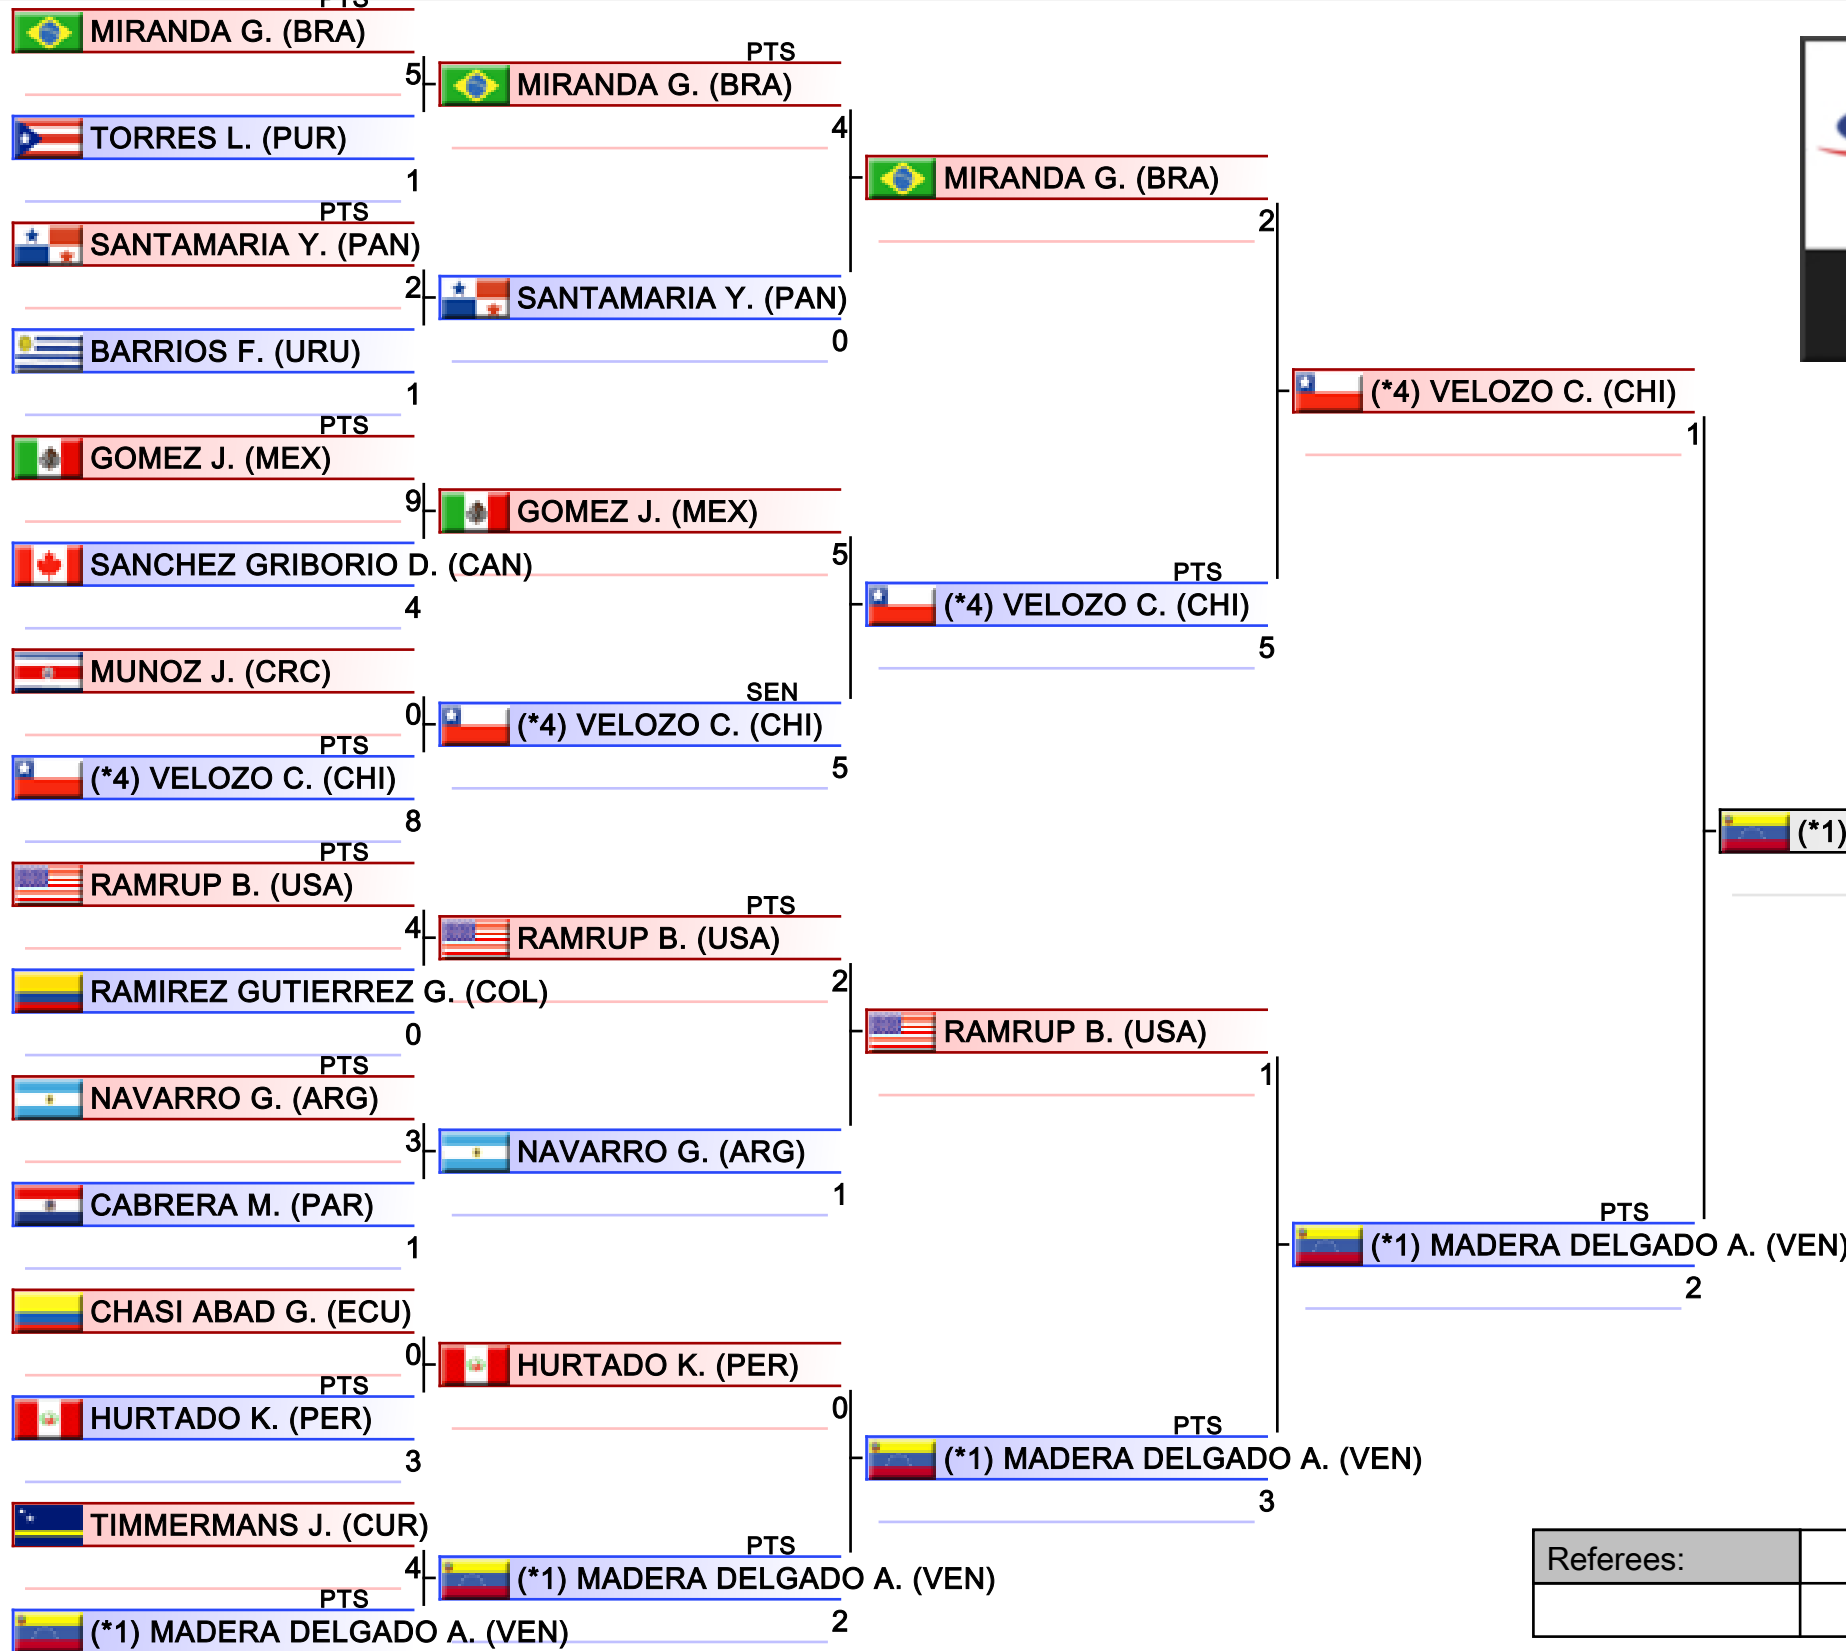 PTS
MIRANDA G. (BRA)
5
TORRES L. (PUR)
1
PTS
SANTAMARIA Y. (PAN)
2
BARRIOS F. (URU)
1
PTS
GOMEZ J. (MEX)
9
SANCHEZ GRIBORIO D. (CAN)
4
MUNOZ J. (CRC)
0
PTS
(*4) VELOZO C. (CHI)
8
PTS
RAMRUP B. (USA)
4
RAMIREZ GUTIERREZ G. (COL)
0
PTS
NAVARRO G. (ARG)
3
CABRERA M. (PAR)
1
CHASI ABAD G. (ECU)
0
PTS
HURTADO K. (PER)
3
TIMMERMANS J. (CUR)
4
PTS
(*1) MADERA DELGADO A. (VEN)
PTS
MIRANDA G. (BRA)
4
SANTAMARIA Y. (PAN)
0
GOMEZ J. (MEX)
5
SEN
(*4) VELOZO C. (CHI)
5
PTS
RAMRUP B. (USA)
2
NAVARRO G. (ARG)
1
HURTADO K. (PER)
0
PTS
(*1) MADERA DELGADO A. (VEN)
2
MIRANDA G. (BRA)
2
PTS
(*4) VELOZO C. (CHI)
5
RAMRUP B. (USA)
1
PTS
(*1) MADERA DELGADO A. (VEN)
3
(*4) VELOZO C. (CHI)
1
PTS
(*1) MADERA DELGADO A. (VEN)
2
(*1)
Referees: